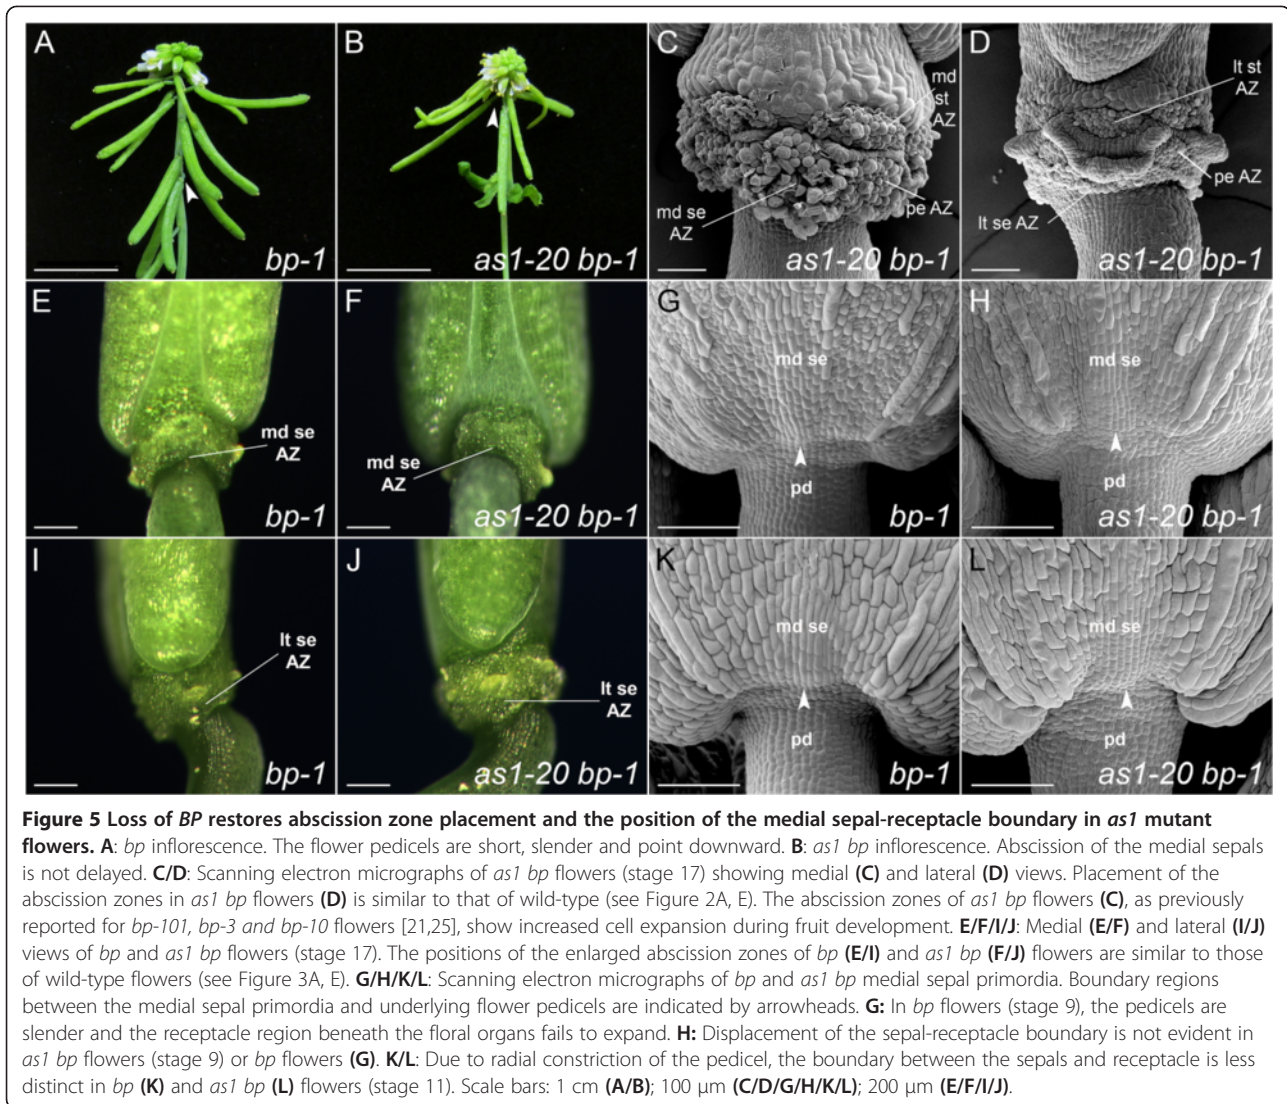 A
bp-1
B
as1-20 bp-1
C
md
st
AZ
md se
AZ
pe AZ
as1-20 bp-1
D
lt st
AZ
pe AZ
lt se AZ
as1-20 bp-1
E
md se
AZ
bp-1
F
md se
AZ
as1-20 bp-1
G
md se
pd
bp-1
H
md se
pd
as1-20 bp-1
I
lt se
AZ
bp-1
J
lt se
AZ
as1-20 bp-1
K
md se
pd
bp-1
L
md se
pd
as1-20 bp-1
Figure 5 Loss of BP restores abscission zone placement and the position of the medial sepal-receptacle boundary in as1 mutant
flowers. A: bp inflorescence. The flower pedicels are short, slender and point downward. B: as1 bp inflorescence. Abscission of the medial sepals
is not delayed. C/D: Scanning electron micrographs of as1 bp flowers (stage 17) showing medial (C) and lateral (D) views. Placement of the
abscission zones in as1 bp flowers (D) is similar to that of wild-type (see Figure 2A, E). The abscission zones of as1 bp flowers (C), as previously
reported for bp-101, bp-3 and bp-10 flowers [21,25], show increased cell expansion during fruit development. E/F/I/J: Medial (E/F) and lateral (I/J)
views of bp and as1 bp flowers (stage 17). The positions of the enlarged abscission zones of bp (E/I) and as1 bp (F/J) flowers are similar to those
of wild-type flowers (see Figure 3A, E). G/H/K/L: Scanning electron micrographs of bp and as1 bp medial sepal primordia. Boundary regions
between the medial sepal primordia and underlying flower pedicels are indicated by arrowheads. G: In bp flowers (stage 9), the pedicels are
slender and the receptacle region beneath the floral organs fails to expand. H: Displacement of the sepal-receptacle boundary is not evident in
as1 bp flowers (stage 9) or bp flowers (G). K/L: Due to radial constriction of the pedicel, the boundary between the sepals and receptacle is less
distinct in bp (K) and as1 bp (L) flowers (stage 11). Scale bars: 1 cm (A/B); 100 μm (C/D/G/H/K/L); 200 μm (E/F/I/J).